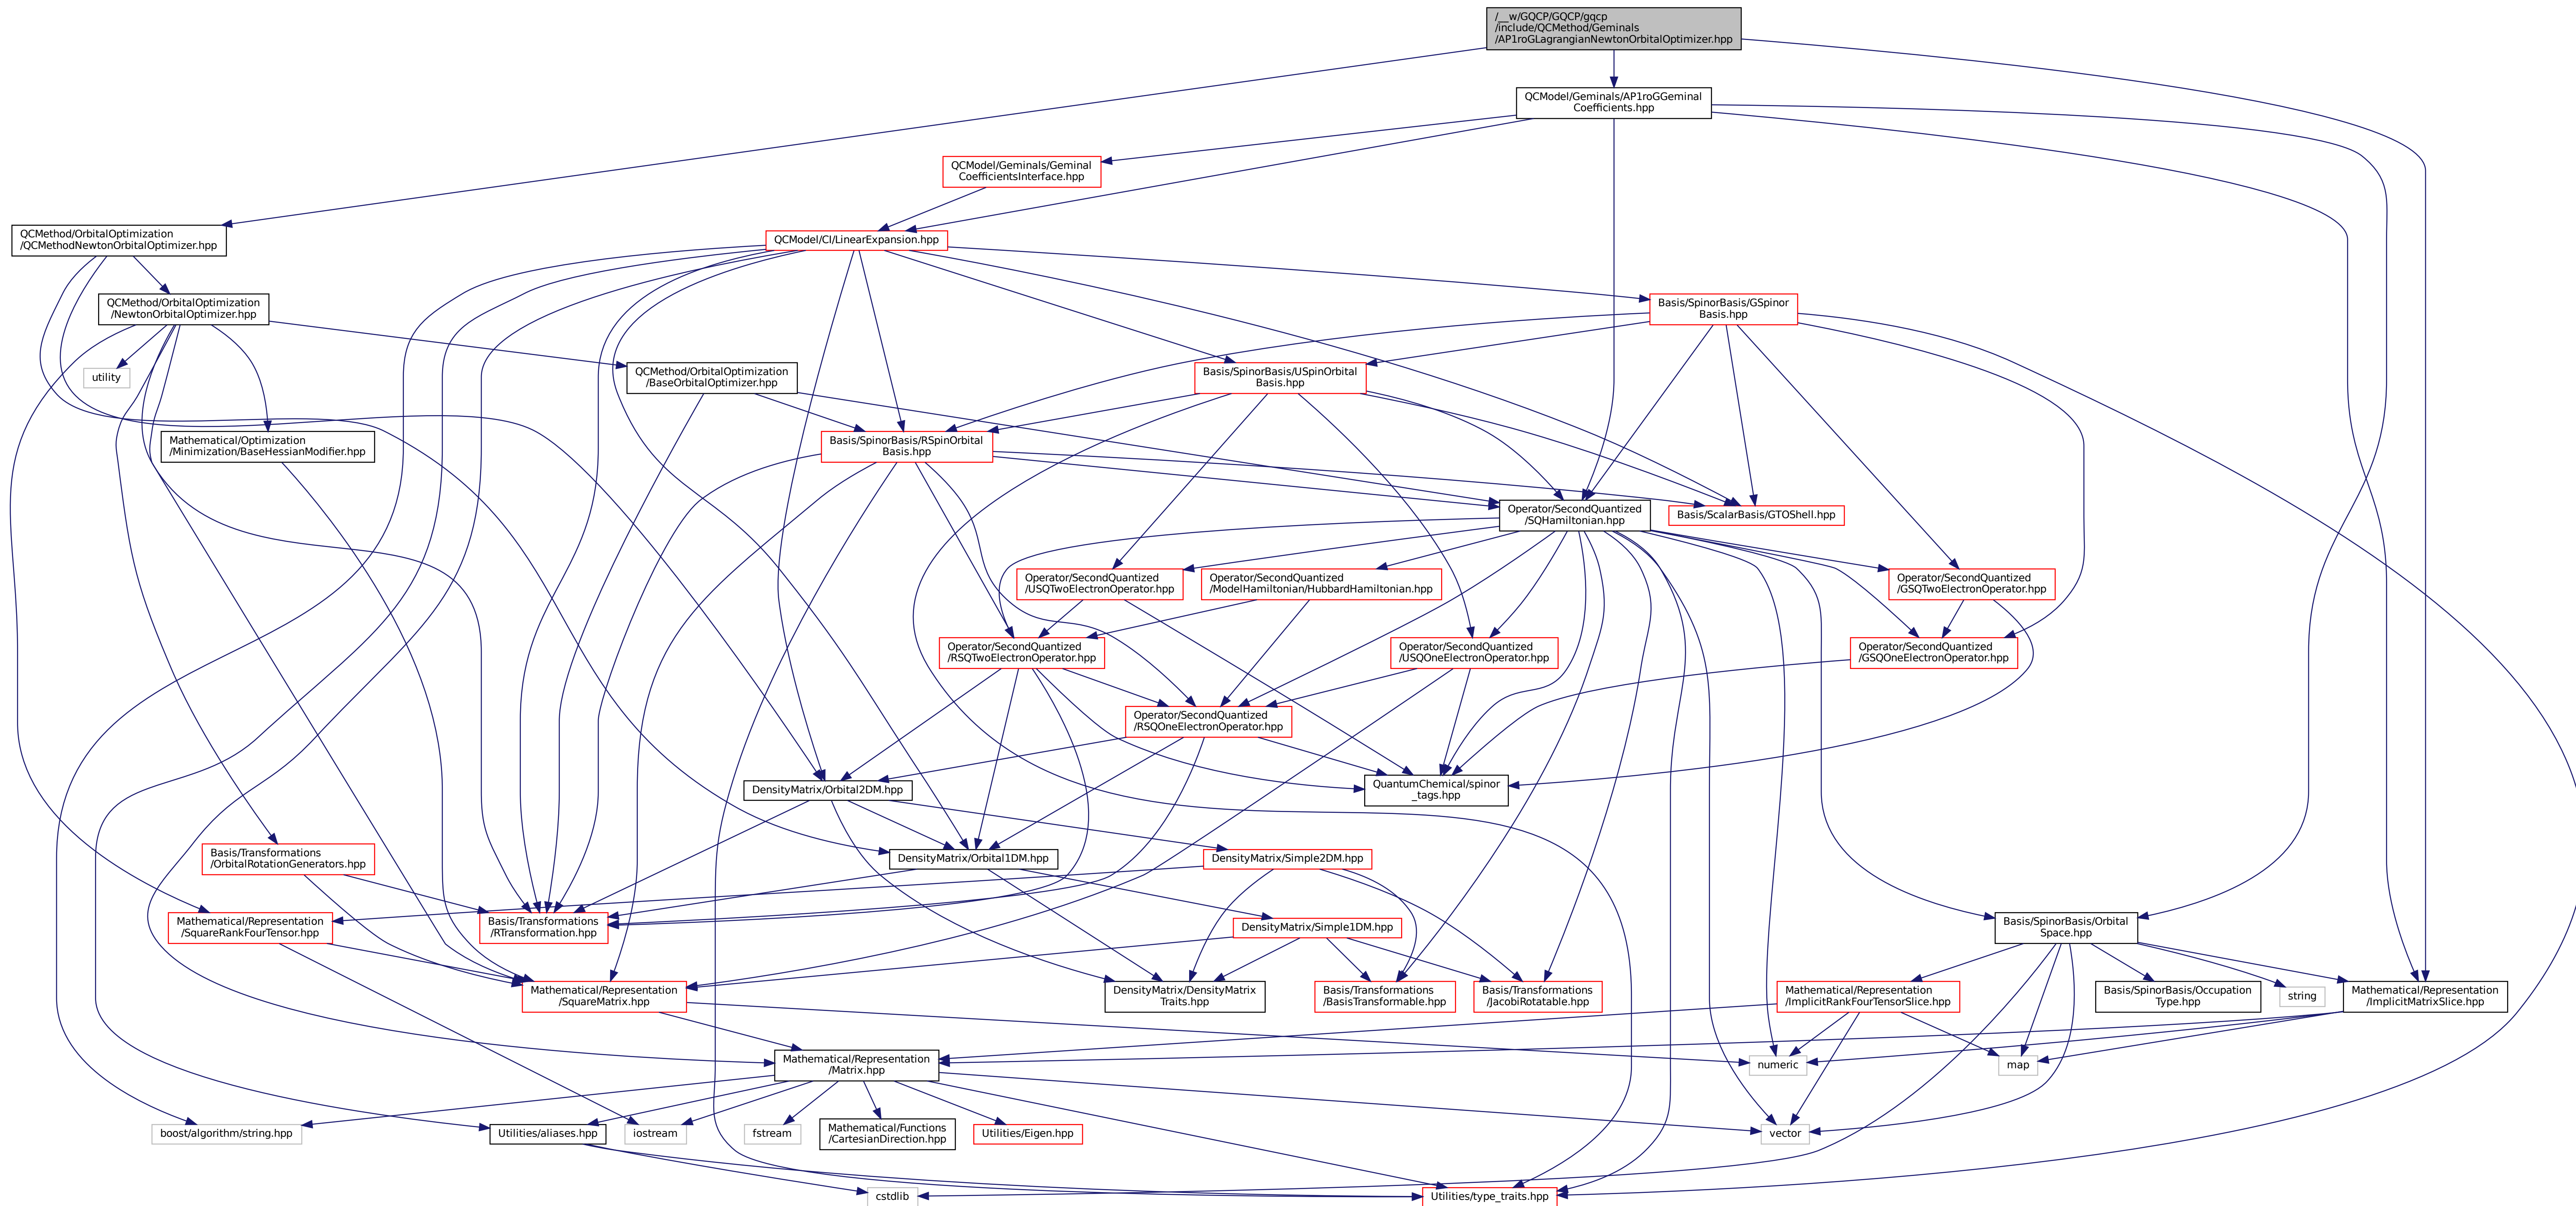 /__w/GQCP/GQCP/gqcp
/include/QCMethod/Geminals
/AP1roGLagrangianNewtonOrbitalOptimizer.hpp
QCModel/Geminals/AP1roGGeminal
Coefficients.hpp
QCModel/Geminals/Geminal
CoefficientsInterface.hpp
QCMethod/OrbitalOptimization
/QCMethodNewtonOrbitalOptimizer.hpp
QCModel/CI/LinearExpansion.hpp
QCMethod/OrbitalOptimization
/NewtonOrbitalOptimizer.hpp
Basis/SpinorBasis/GSpinor
Basis.hpp
utility
QCMethod/OrbitalOptimization
/BaseOrbitalOptimizer.hpp
Basis/SpinorBasis/USpinOrbital
Basis.hpp
Mathematical/Optimization
/Minimization/BaseHessianModifier.hpp
Basis/SpinorBasis/RSpinOrbital
Basis.hpp
Operator/SecondQuantized
/SQHamiltonian.hpp
Basis/ScalarBasis/GTOShell.hpp
Operator/SecondQuantized
/USQTwoElectronOperator.hpp
Operator/SecondQuantized
/ModelHamiltonian/HubbardHamiltonian.hpp
Operator/SecondQuantized
/GSQTwoElectronOperator.hpp
Operator/SecondQuantized
/RSQTwoElectronOperator.hpp
Operator/SecondQuantized
/USQOneElectronOperator.hpp
Operator/SecondQuantized
/GSQOneElectronOperator.hpp
Operator/SecondQuantized
/RSQOneElectronOperator.hpp
DensityMatrix/Orbital2DM.hpp
QuantumChemical/spinor
_tags.hpp
Basis/Transformations
/OrbitalRotationGenerators.hpp
DensityMatrix/Orbital1DM.hpp
DensityMatrix/Simple2DM.hpp
Mathematical/Representation
/SquareRankFourTensor.hpp
Basis/Transformations
/RTransformation.hpp
DensityMatrix/Simple1DM.hpp
Basis/SpinorBasis/Orbital
Space.hpp
Mathematical/Representation
/SquareMatrix.hpp
DensityMatrix/DensityMatrix
Traits.hpp
Basis/Transformations
/BasisTransformable.hpp
Basis/Transformations
/JacobiRotatable.hpp
Mathematical/Representation
/ImplicitRankFourTensorSlice.hpp
Basis/SpinorBasis/Occupation
Type.hpp
string
Mathematical/Representation
/ImplicitMatrixSlice.hpp
Mathematical/Representation
/Matrix.hpp
numeric
map
boost/algorithm/string.hpp
Utilities/aliases.hpp
iostream
fstream
Mathematical/Functions
/CartesianDirection.hpp
Utilities/Eigen.hpp
vector
cstdlib
Utilities/type_traits.hpp